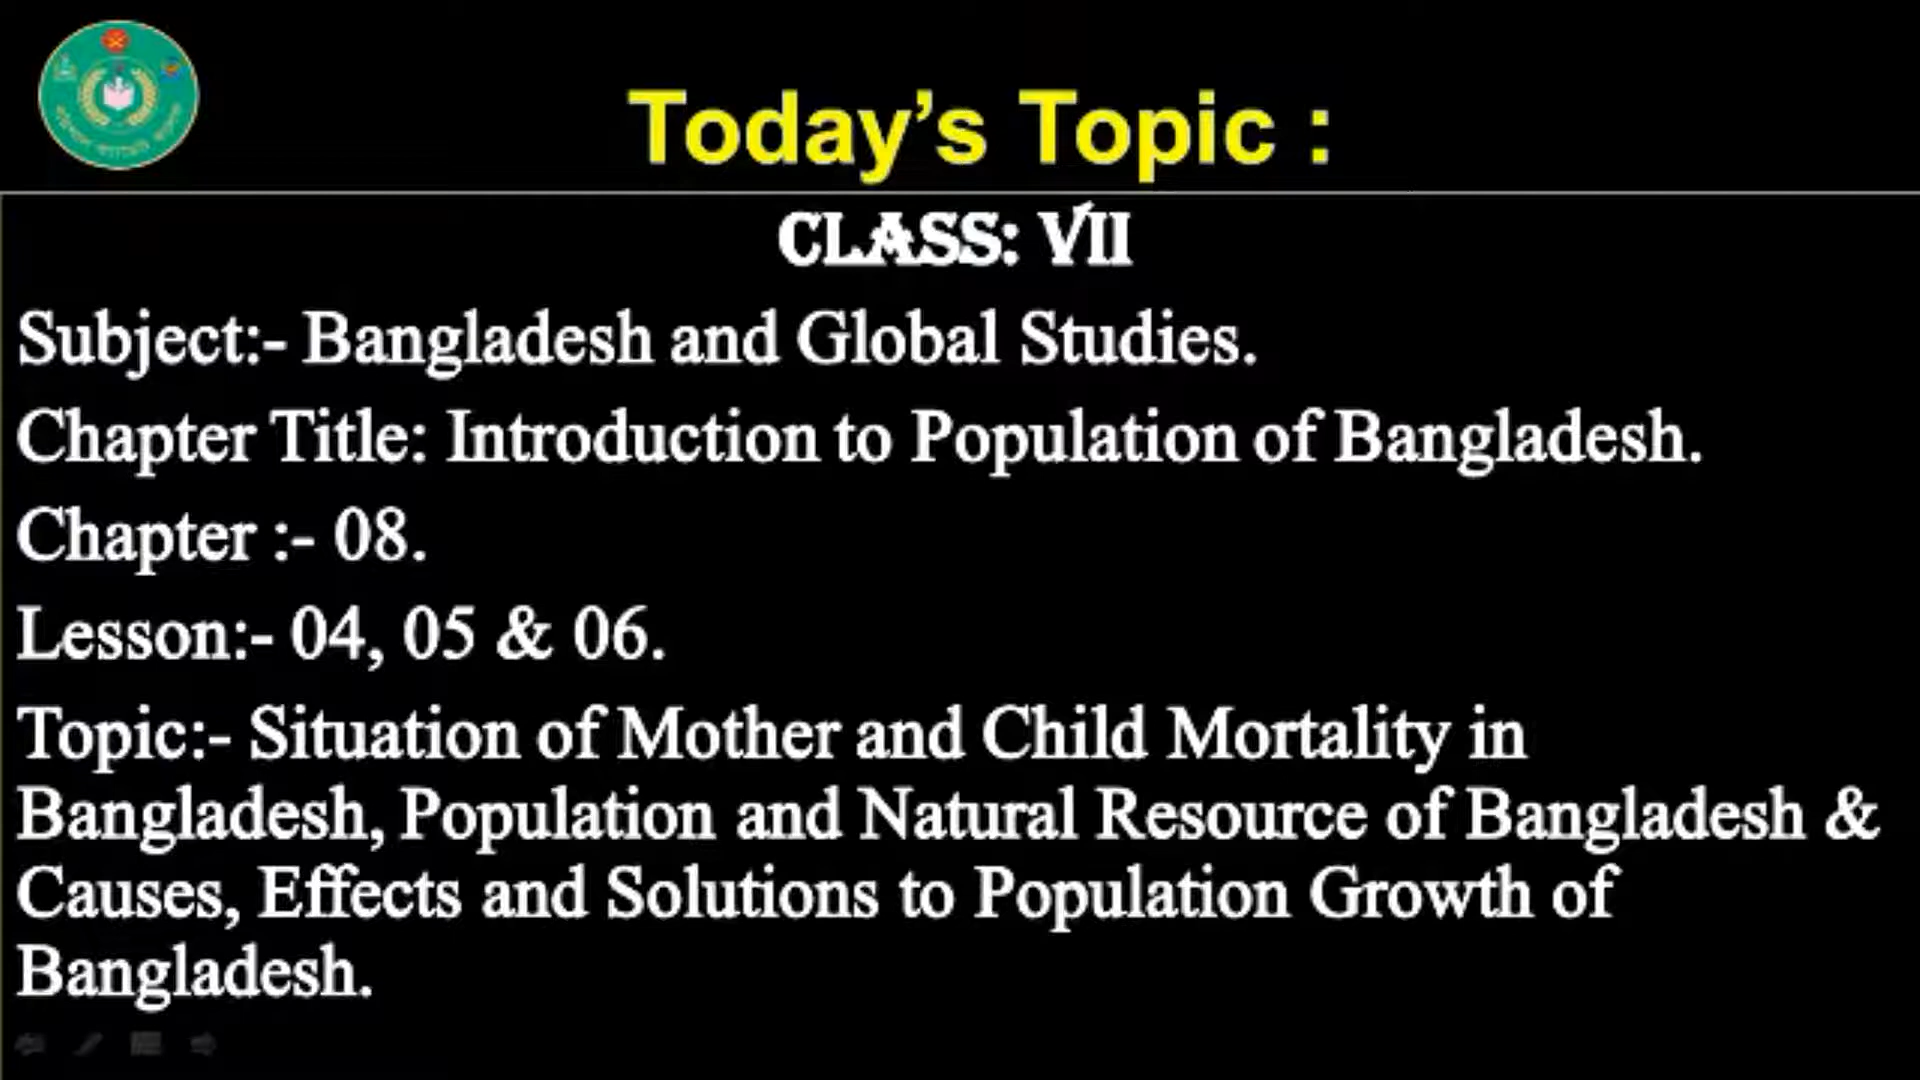 Today's Topic :
CLASS: VII
Subject:- Bangladesh and Global Studies.
Chapter Title: Introduction to Population of Bangladesh.
Chapter :- 08.
Lesson:- 04, 05 & 06.
Topic:- Situation of Mother and Child Mortality in
Bangladesh, Population and Natural Resource of Bangladesh &
Causes, Effects and Solutions to Population Growth of
Bangladesh.